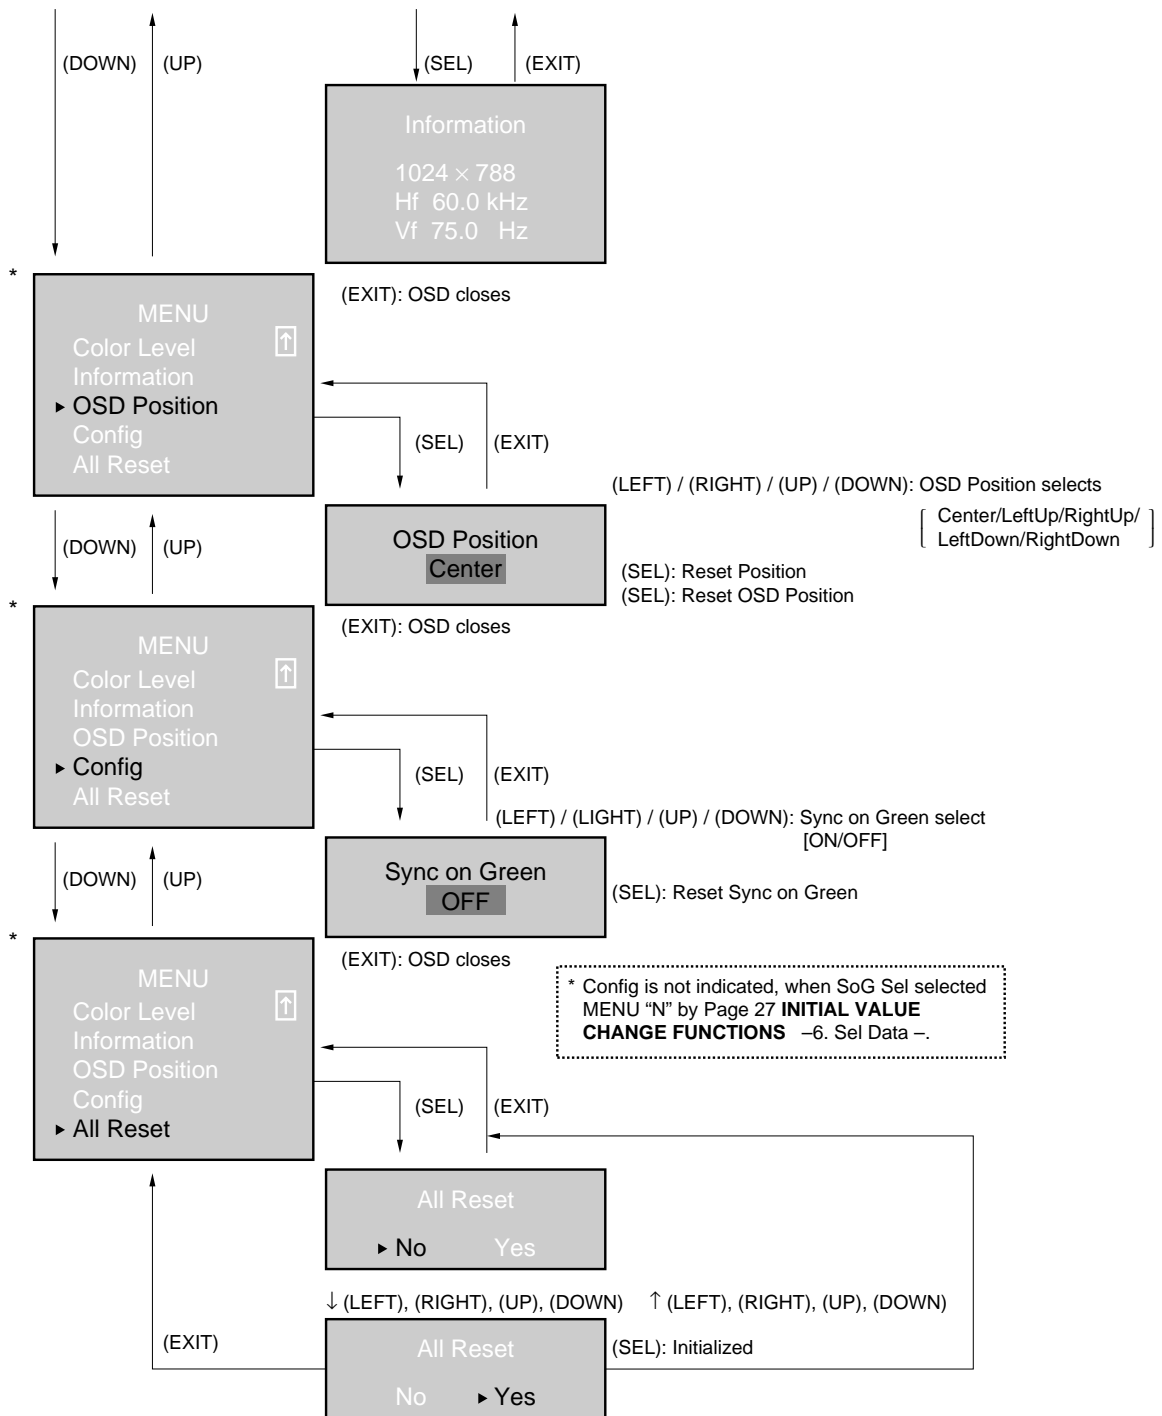 (DOWN) (UP)
(SEL) (EXIT)
Information
1024 × 788
Hf 60.0 kHz
Vf 75.0 Hz
(EXIT): OSD closes
*
MENU
Color Level ↑
Information
▶ OSD Position
Config
All Reset
(SEL) (EXIT)
(LEFT) / (RIGHT) / (UP) / (DOWN): OSD Position selects
[ Center/LeftUp/RightUp/
LeftDown/RightDown ]
OSD Position
Center
(SEL): Reset Position
(SEL): Reset OSD Position
(EXIT): OSD closes
(DOWN) (UP)
*
MENU
Color Level ↑
Information
OSD Position
▶ Config
All Reset
(SEL) (EXIT)
(LEFT) / (LIGHT) / (UP) / (DOWN): Sync on Green select
[ON/OFF]
Sync on Green
OFF
(SEL): Reset Sync on Green
(EXIT): OSD closes
(DOWN) (UP)
*
MENU
Color Level ↑
Information
OSD Position
Config
▶ All Reset
* Config is not indicated, when SoG Sel selected
MENU “N” by Page 27 INITIAL VALUE
CHANGE FUNCTIONS –6. Sel Data –.
(SEL) (EXIT)
All Reset
▶ No Yes
↓ (LEFT), (RIGHT), (UP), (DOWN) ↑ (LEFT), (RIGHT), (UP), (DOWN)
(EXIT)
All Reset
No ▶ Yes
(SEL): Initialized